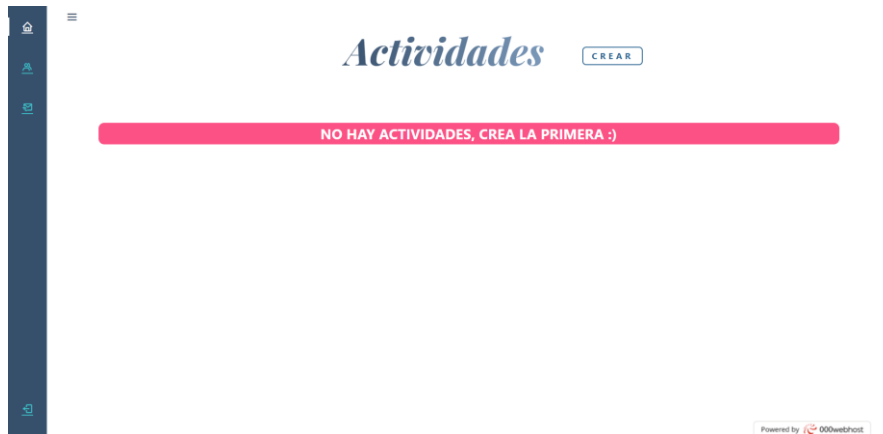 Actividades
CREAR
NO HAY ACTIVIDADES, CREA LA PRIMERA :)
Powered by 000webhost